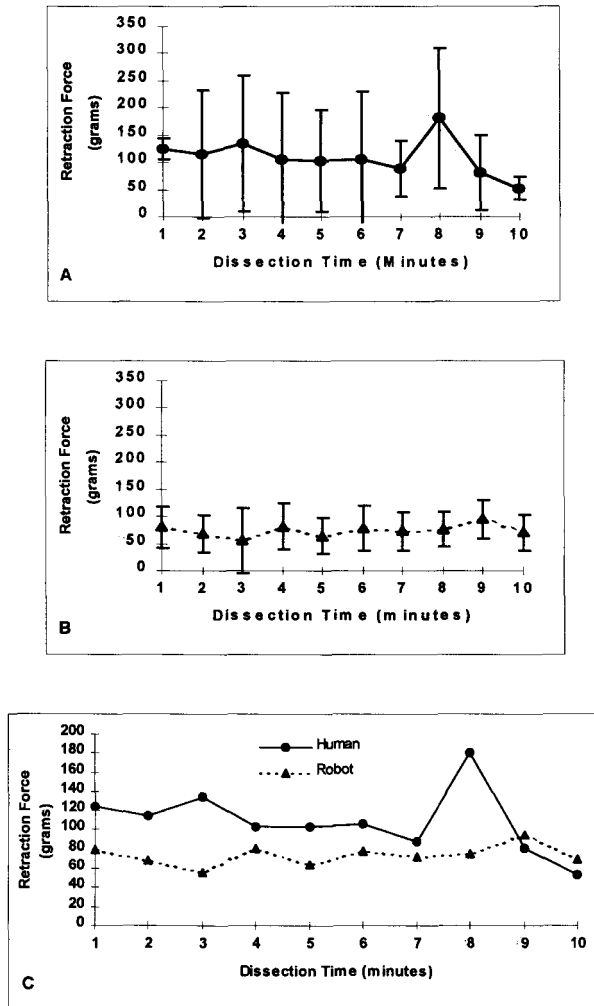 Retraction Force
(grams)
350
300
250
200
150
100
50
0
1 2 3 4 5 6 7 8 9 10
Dissection Time (Minutes)
A
Retraction Force
(grams)
350
300
250
200
150
100
50
0
1 2 3 4 5 6 7 8 9 10
Dissection Time (minutes)
B
Retraction Force
(grams)
200
180
160
140
120
100
80
60
40
20
0
Human
Robot
1 2 3 4 5 6 7 8 9 10
Dissection Time (minutes)
C